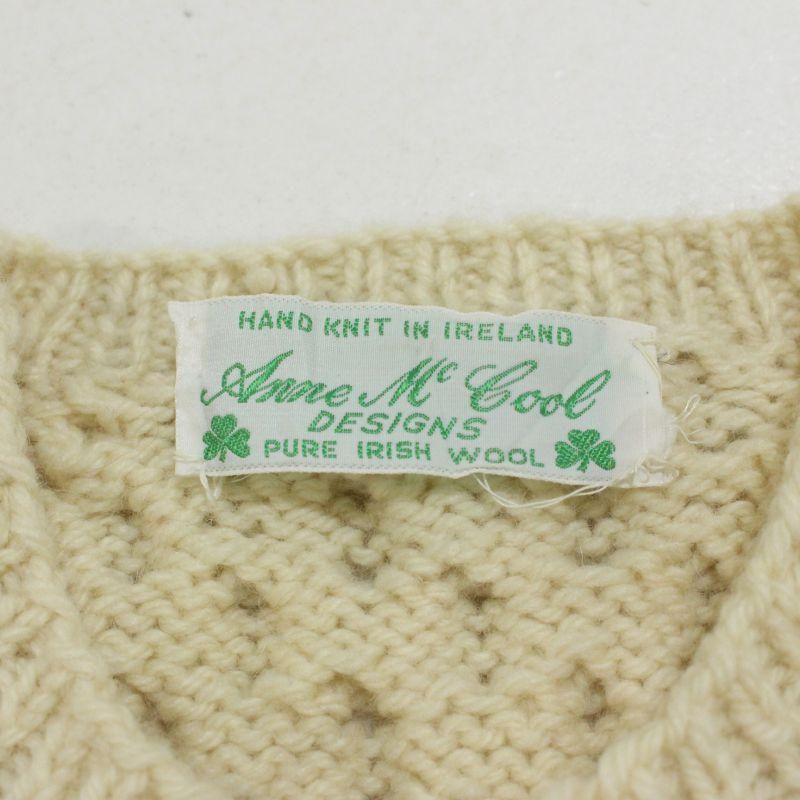 HAND KNIT IN IRELAND
Anne Mc Cool
DESIGNS
PURE IRISH WOOL